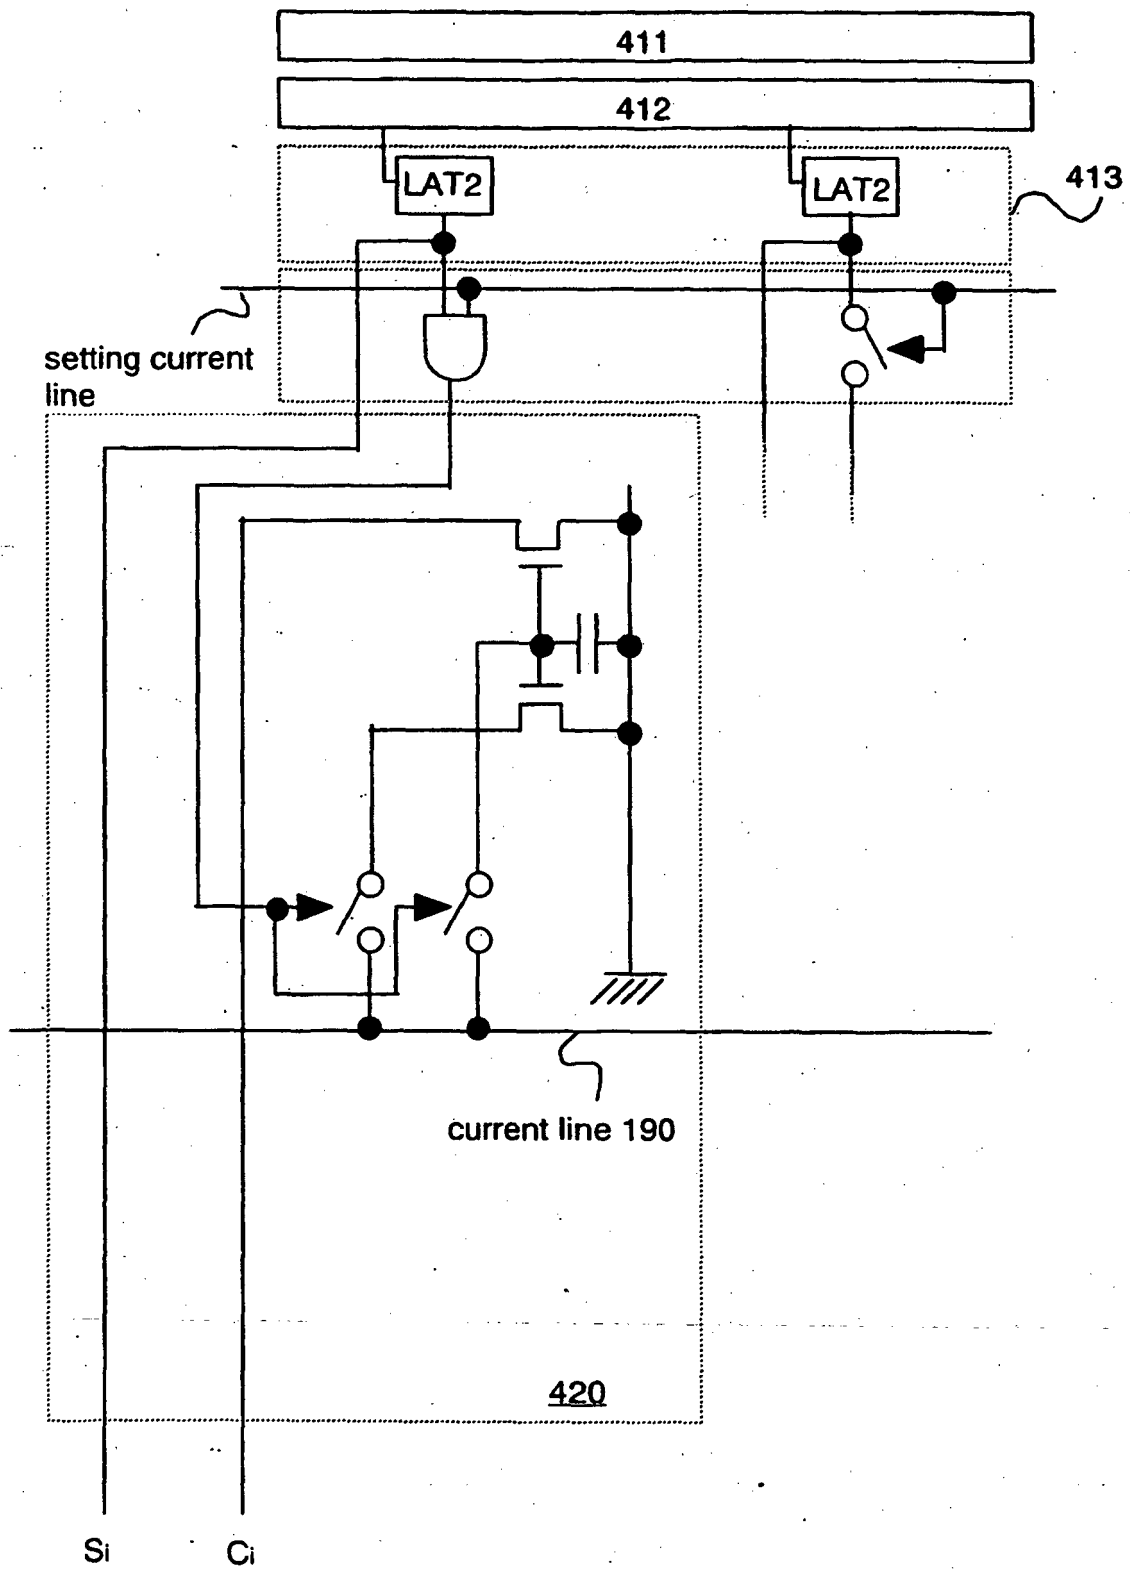 411
412
LAT2
LAT2
413
setting current
line
current line 190
420
Si
Ci